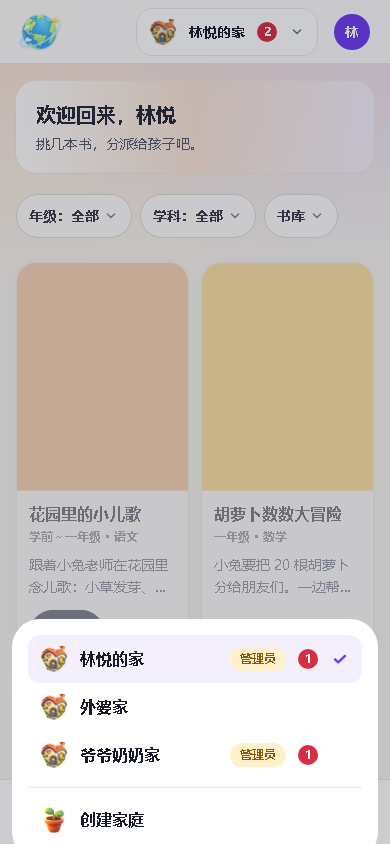 林悦的家 2
林
欢迎回来，林悦
挑几本书，分派给孩子吧。
年级：全部
学科：全部
书库
花园里的小儿歌
学前～一年级・语文
跟着小兔老师在花园里
念儿歌：小草发芽、...
胡萝卜数数大冒险
一年级・数学
小兔要把 20 根胡萝卜
分给朋友们。一边帮...
林悦的家 管理员 1
外婆家
爷爷奶奶家 管理员 1
创建家庭